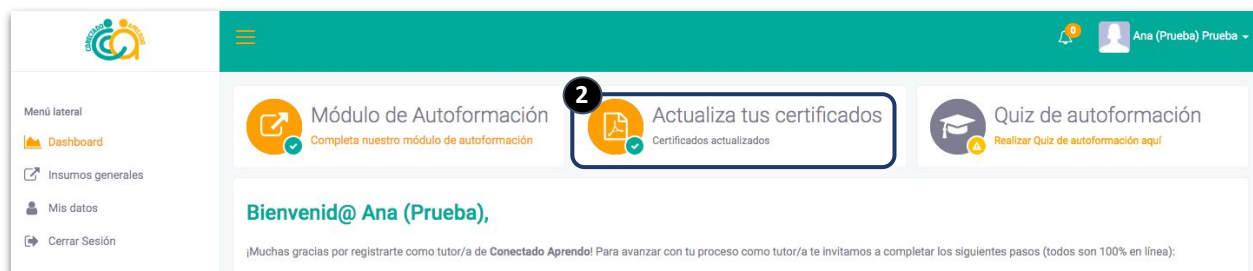 CONECTADO APRENDO
0
Ana (Prueba) Prueba
Menú lateral
Dashboard
Insumos generales
Mis datos
Cerrar Sesión
Módulo de Autoformación
Completa nuestro módulo de autoformación
2
Actualiza tus certificados
Certificados actualizados
Quiz de autoformación
Realizar Quiz de autoformación aquí
Bienvenid@ Ana (Prueba),
¡Muchas gracias por registrarte como tutor/a de Conectado Aprendo! Para avanzar con tu proceso como tutor/a te invitamos a completar los siguientes pasos (todos son 100% en línea):